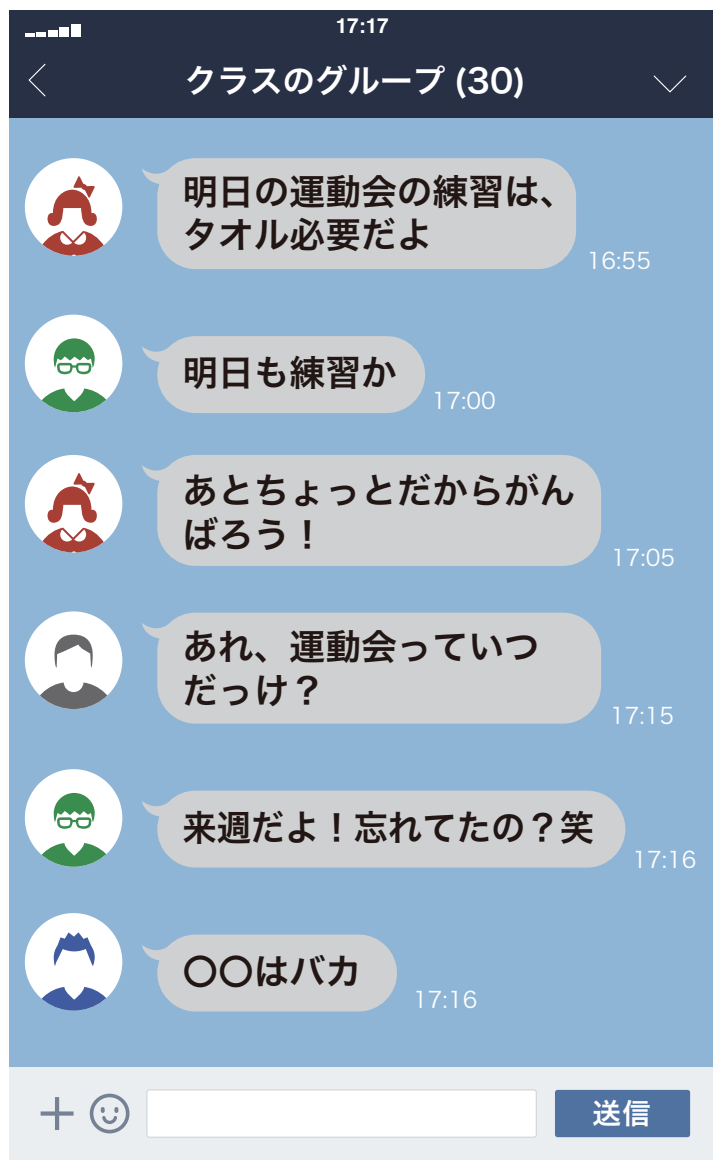 17:17
クラスのグループ (30)
明日の運動会の練習は、
タオル必要だよ
16:55
明日も練習か
17:00
あとちょっとだからがん
ばろう！
17:05
あれ、運動会っていつ
だっけ？
17:15
来週だよ！忘れてたの？笑
17:16
〇〇はバカ
17:16
送信